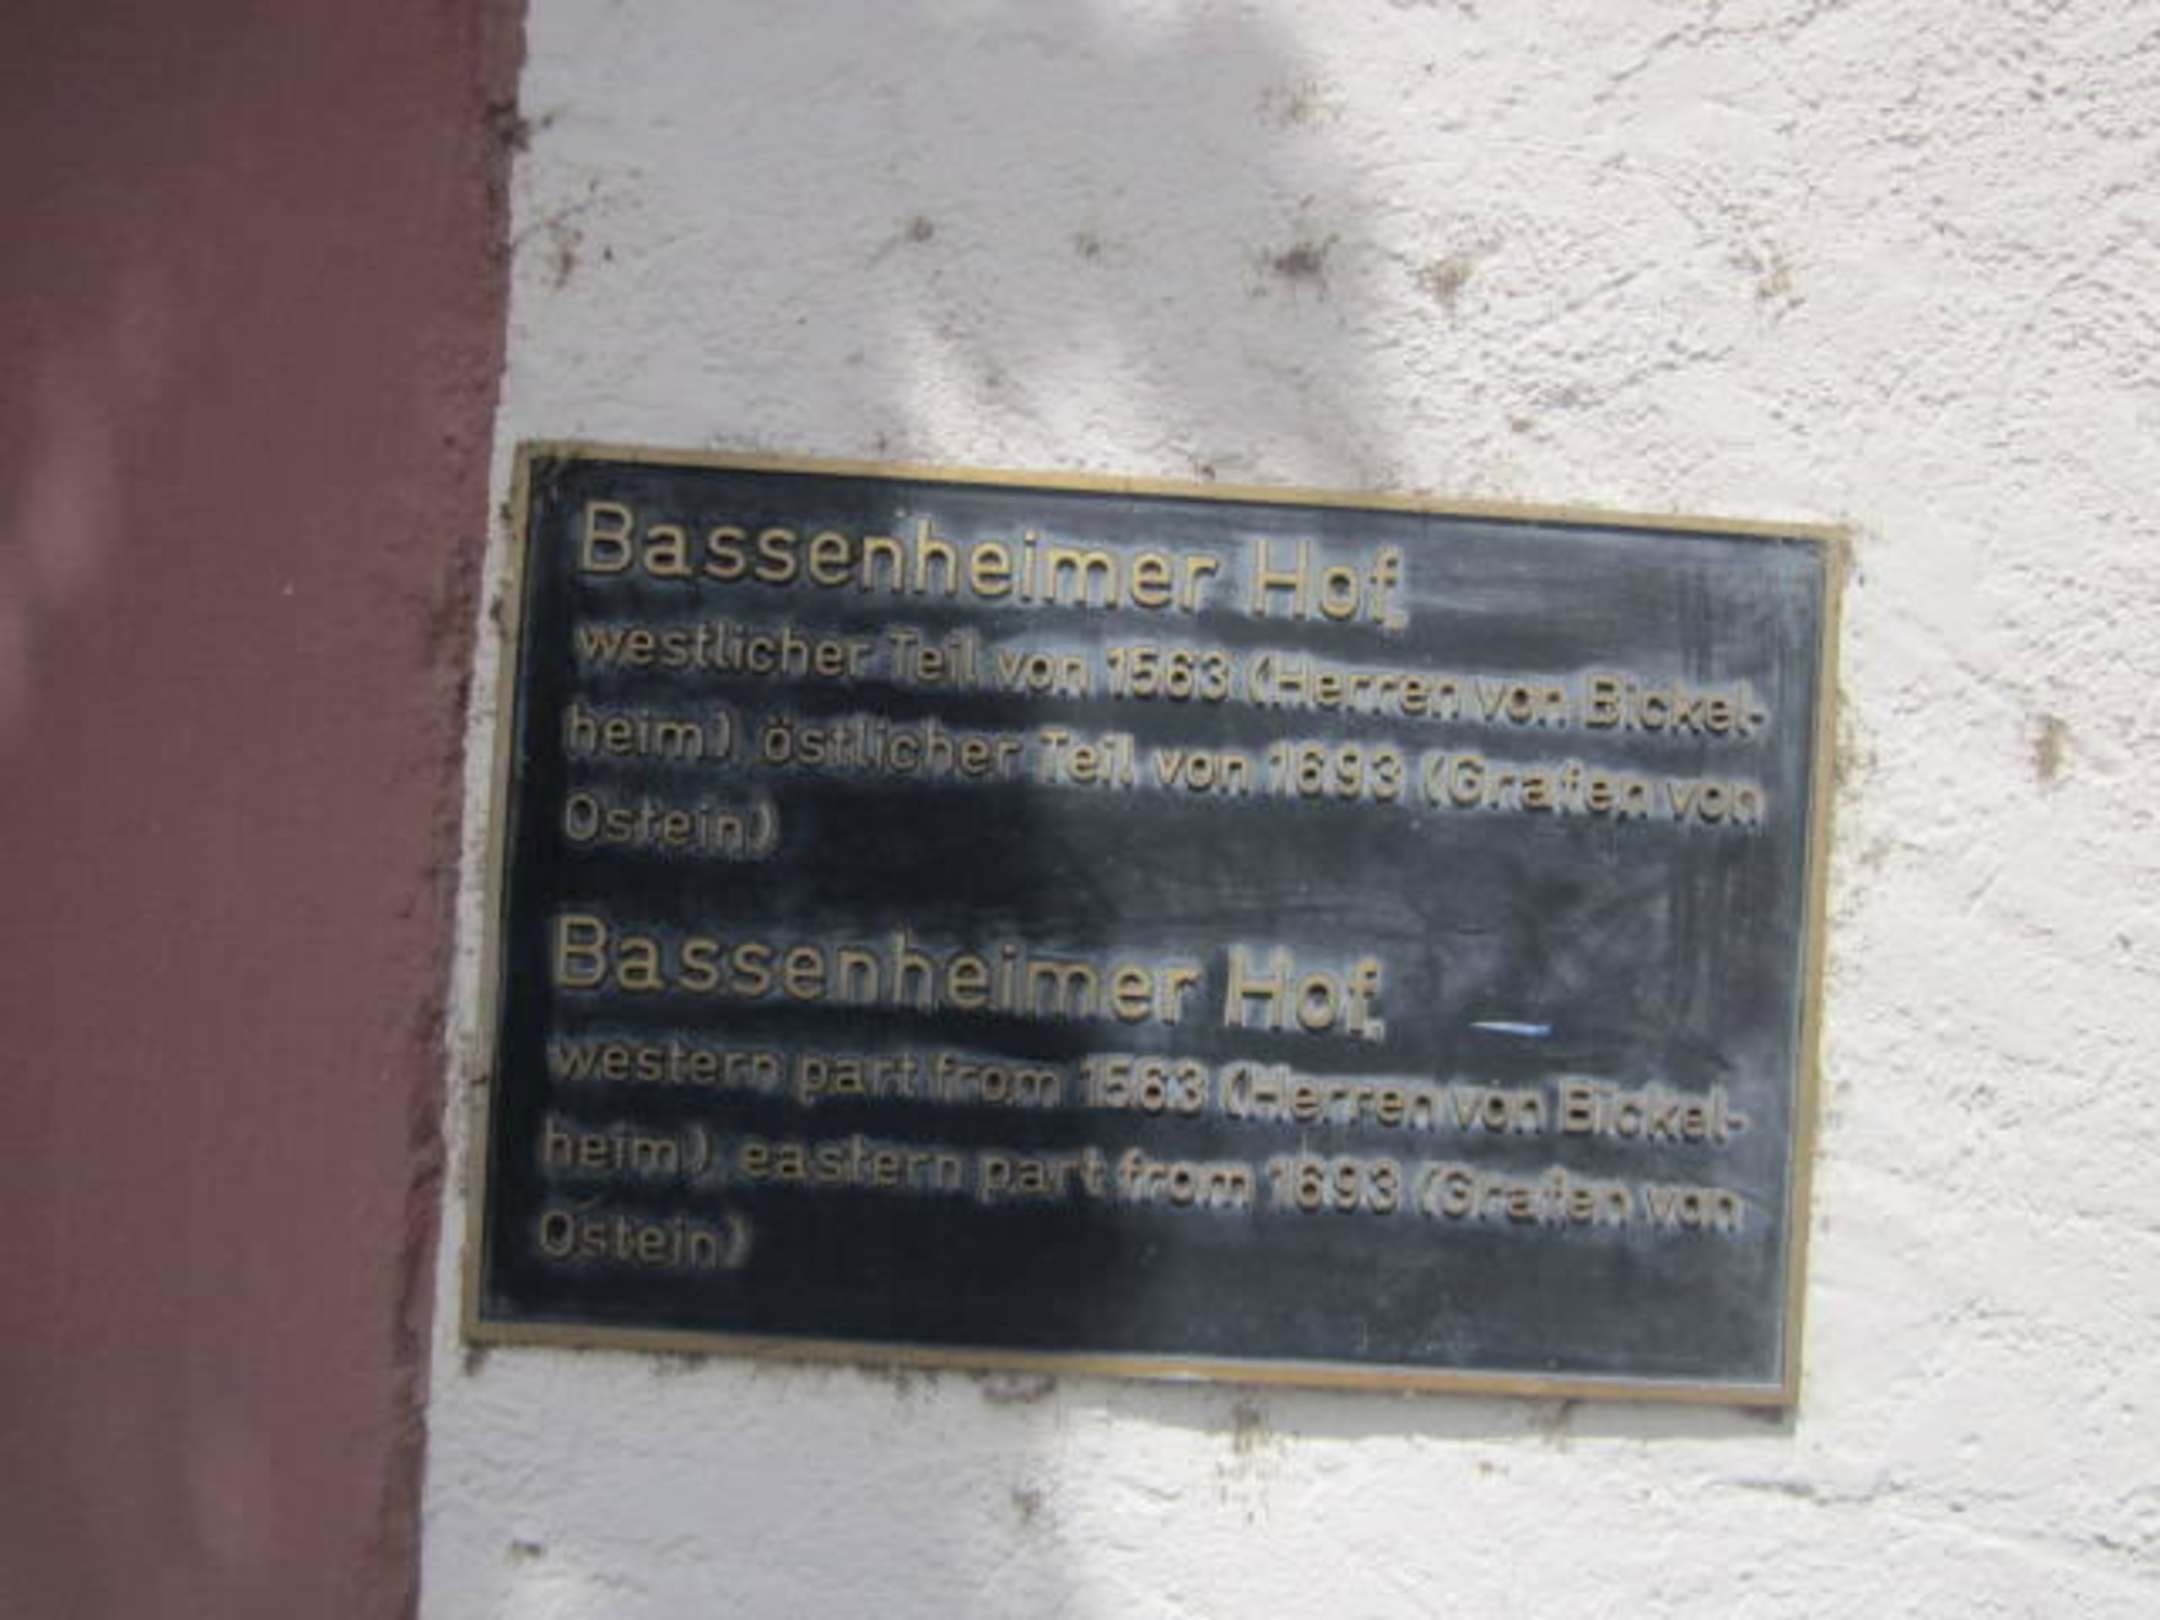 Bassenheimer Hof,
westlicher Teil von 1563 (Herren von Bickel-
heim), östlicher Teil von 1693 (Grafen von
Ostein)
Bassenheimer Hof,
western part from 1563 (Herren von Bickel-
heim), eastern part from 1693 (Grafen von
Ostein)